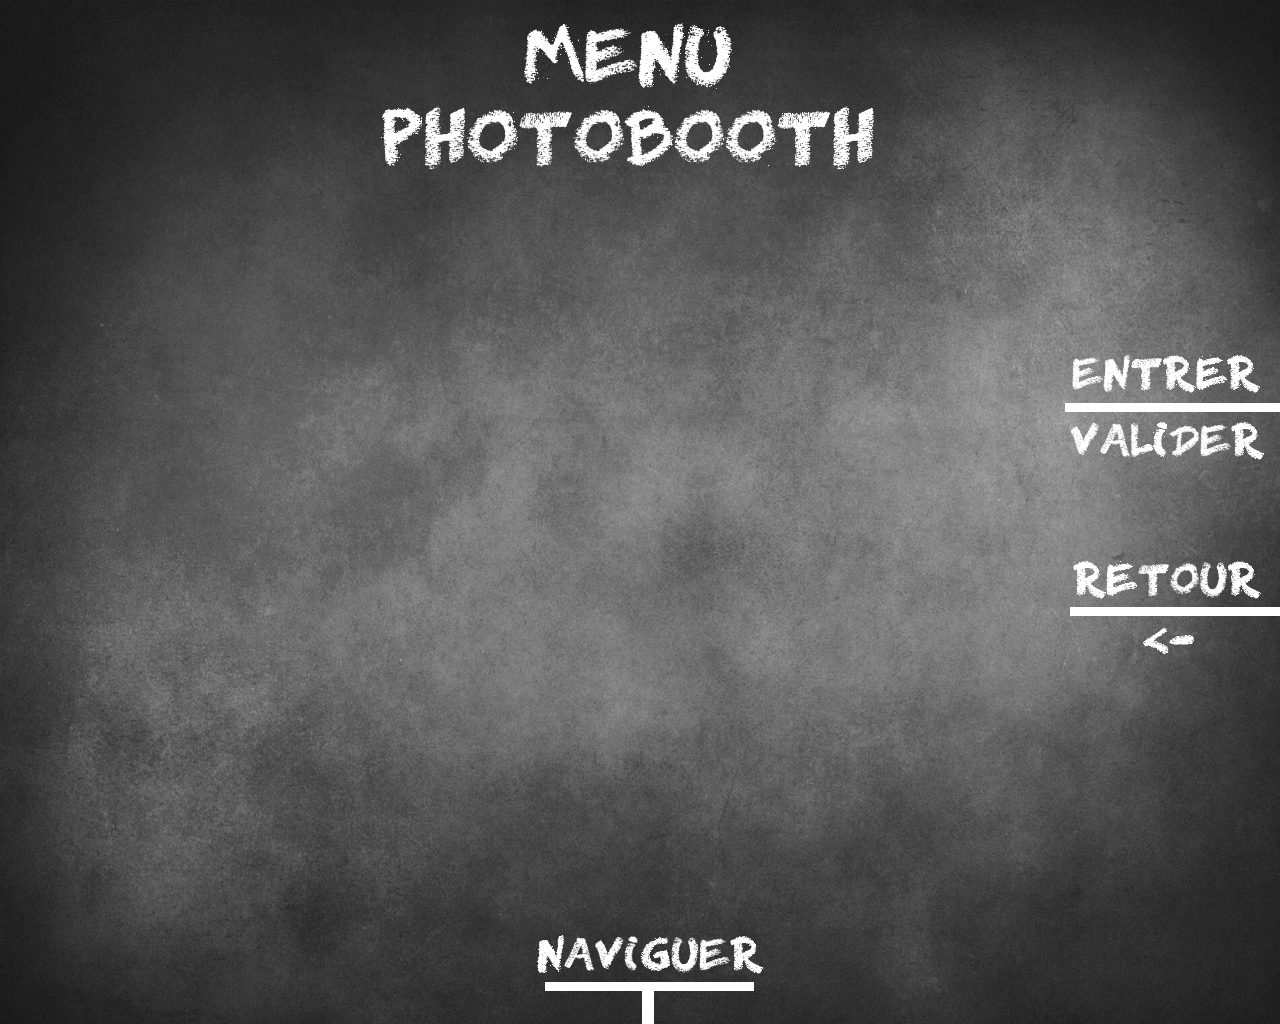 MENU
PHOTOBOOTH
ENTRER
VALiDER
RETOUR
<-
NAViGUER